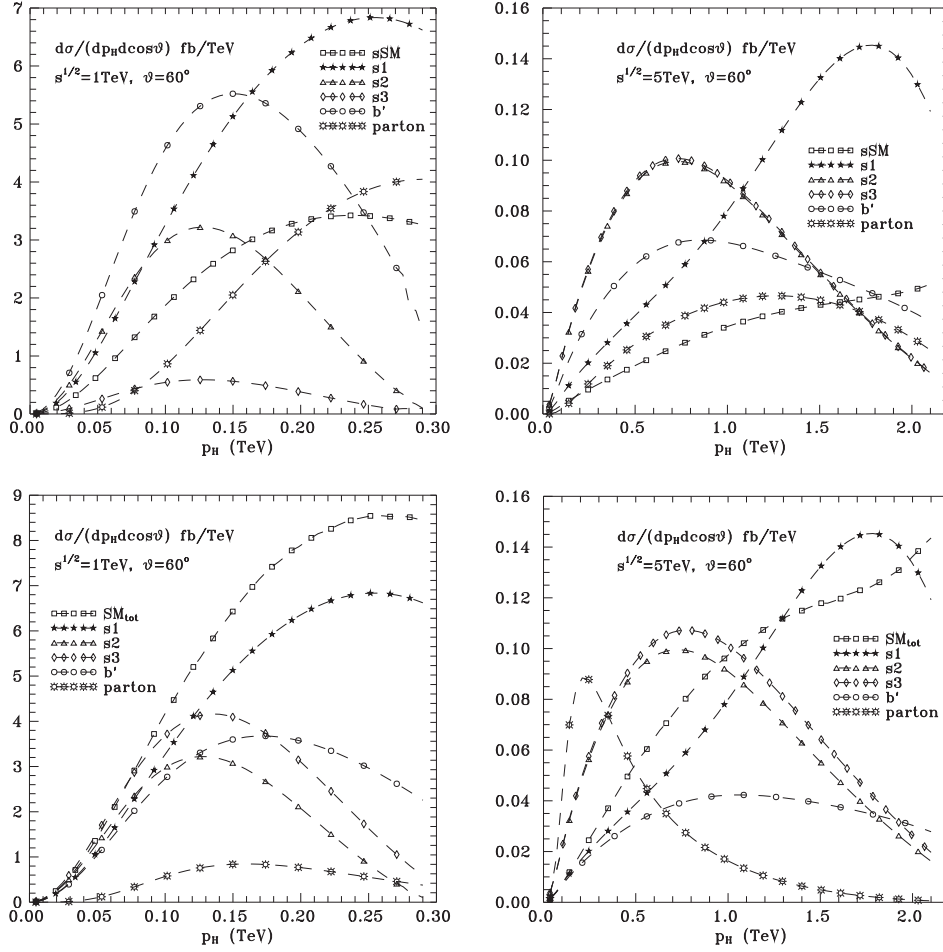 7
6
5
4
3
2
1
0
dσ/(dp_H dcosϑ) fb/TeV
s^{1/2}=1TeV, ϑ=60°
sSM
s1
s2
s3
b'
parton
0.00 0.05 0.10 0.15 0.20 0.25 0.30
p_H (TeV)
0.16
0.14
0.12
0.10
0.08
0.06
0.04
0.02
0.00
dσ/(dp_H dcosϑ) fb/TeV
s^{1/2}=5TeV, ϑ=60°
sSM
s1
s2
s3
b'
parton
0.0 0.5 1.0 1.5 2.0
p_H (TeV)
9
8
7
6
5
4
3
2
1
0
dσ/(dp_H dcosϑ) fb/TeV
s^{1/2}=1TeV, ϑ=60°
SM_tot
s1
s2
s3
b'
parton
0.00 0.05 0.10 0.15 0.20 0.25 0.30
p_H (TeV)
0.16
0.14
0.12
0.10
0.08
0.06
0.04
0.02
0.00
dσ/(dp_H dcosϑ) fb/TeV
s^{1/2}=5TeV, ϑ=60°
SM_tot
s1
s2
s3
b'
parton
0.0 0.5 1.0 1.5 2.0
p_H (TeV)